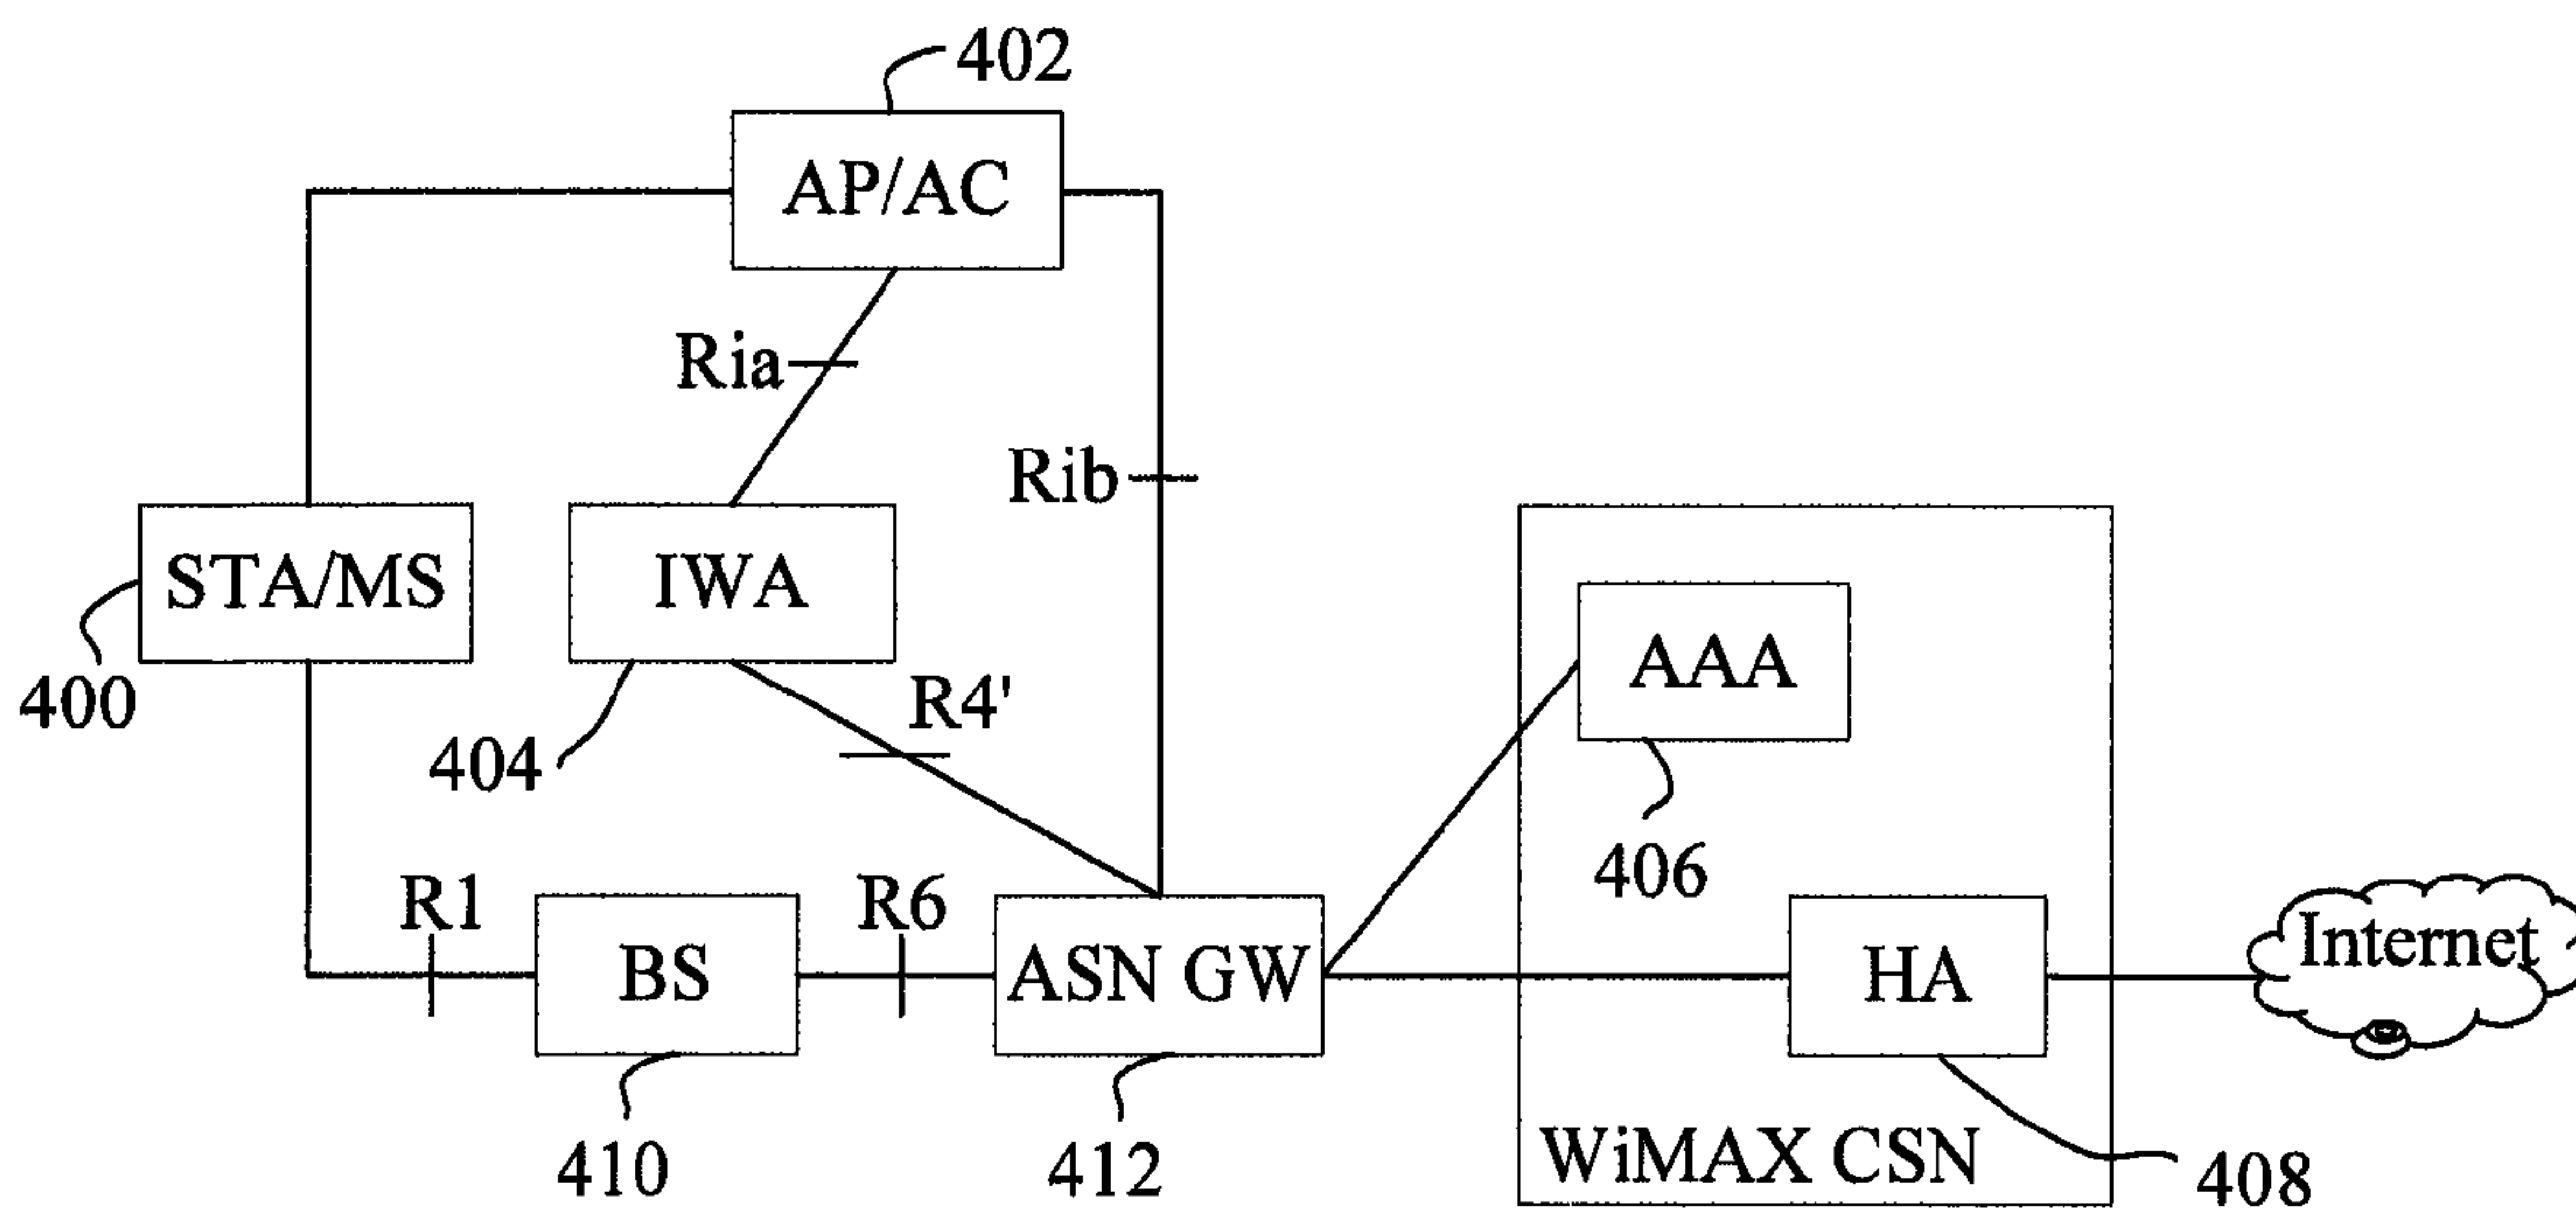 402
AP/AC
Ria
Rib
STA/MS
IWA
AAA
400
R4'
404
406
R1
R6
BS
ASN GW
HA
Internet
410
412
WiMAX CSN
408